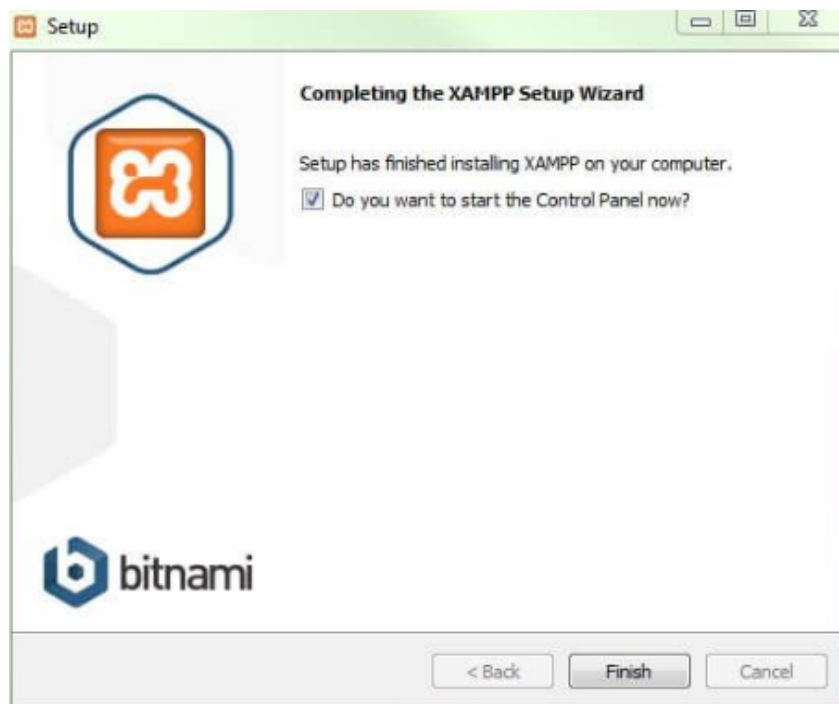 Setup
Completing the XAMPP Setup Wizard
Setup has finished installing XAMPP on your computer.
Do you want to start the Control Panel now?
bitnami
< Back
Finish
Cancel